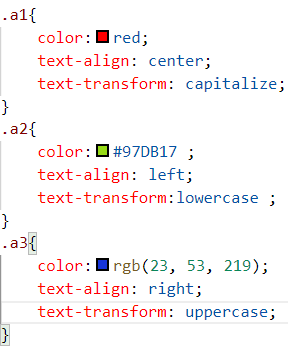 .a1{
color: red;
text-align: center;
text-transform: capitalize;
}
.a2{
color: #97DB17 ;
text-align: left;
text-transform:lowercase ;
}
.a3{
color: rgb(23, 53, 219);
text-align: right;
text-transform: uppercase;
}